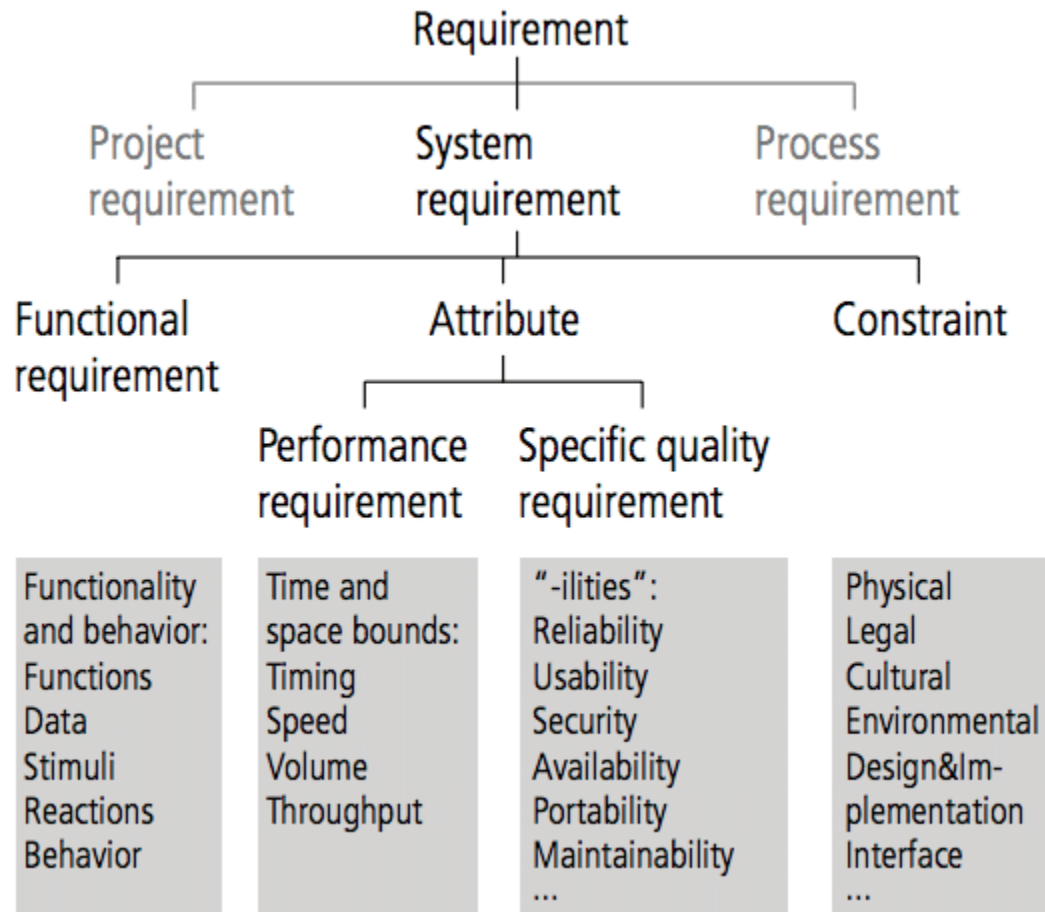 Requirement
Project
requirement
System
requirement
Process
requirement
Functional
requirement
Attribute
Constraint
Performance
requirement
Specific quality
requirement
Functionality
and behavior:
Functions
Data
Stimuli
Reactions
Behavior
Time and
space bounds:
Timing
Speed
Volume
Throughput
“-ilities”:
Reliability
Usability
Security
Availability
Portability
Maintainability
...
Physical
Legal
Cultural
Environmental
Design&Im-
plementation
Interface
...